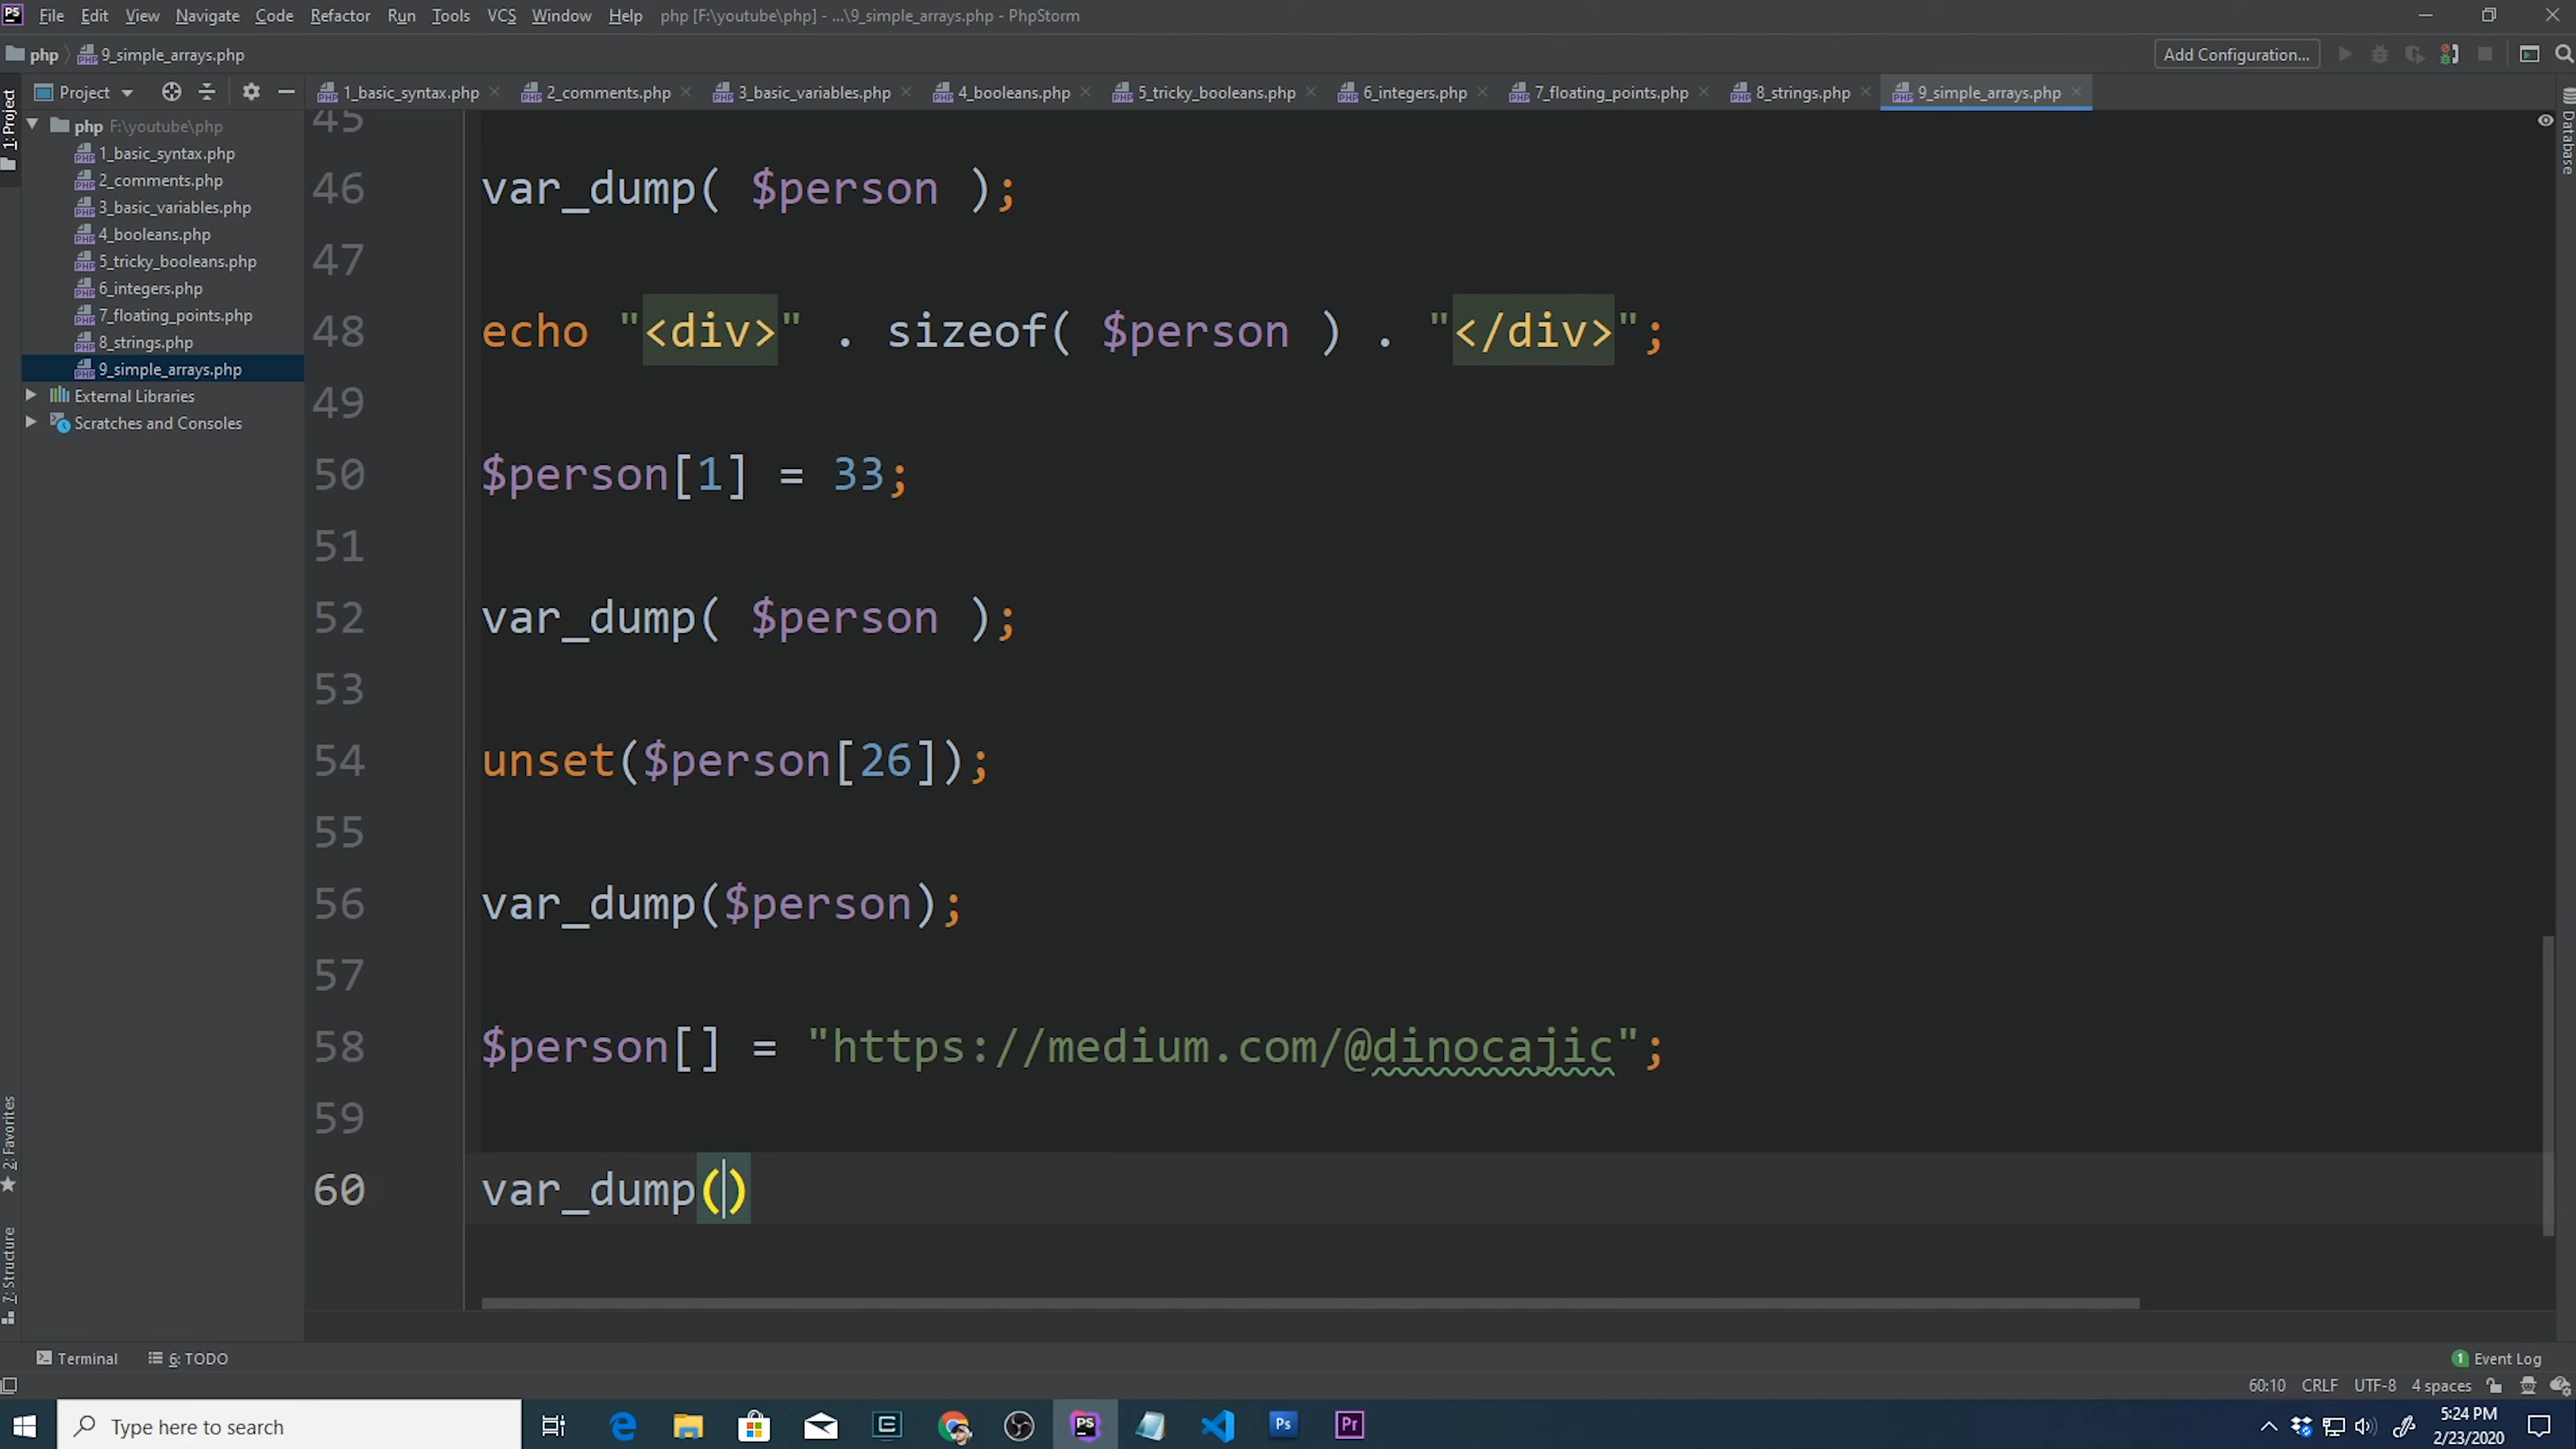 PS File Edit View Navigate Code Refactor Run Tools VCS Window Help php [F:\youtube\php] - ...\9_simple_arrays.php - PhpStorm
php 9_simple_arrays.php Add Configuration...
1: Project
Project
1_basic_syntax.php 2_comments.php 3_basic_variables.php 4_booleans.php 5_tricky_booleans.php 6_integers.php 7_floating_points.php 8_strings.php 9_simple_arrays.php
Database
php F:\youtube\php
1_basic_syntax.php
2_comments.php
3_basic_variables.php
4_booleans.php
5_tricky_booleans.php
6_integers.php
7_floating_points.php
8_strings.php
9_simple_arrays.php
External Libraries
Scratches and Consoles
45
46 var_dump( $person );
47
48 echo "<div>" . sizeof( $person ) . "</div>";
49
50 $person[1] = 33;
51
52 var_dump( $person );
53
54 unset($person[26]);
55
56 var_dump($person);
57
58 $person[] = "https://medium.com/@dinocajic";
59
60 var_dump()
2: Favorites
7: Structure
Terminal 6: TODO 1 Event Log
60:10 CRLF UTF-8 4 spaces
Type here to search PS Ps Pr 5:24 PM
2/23/2020